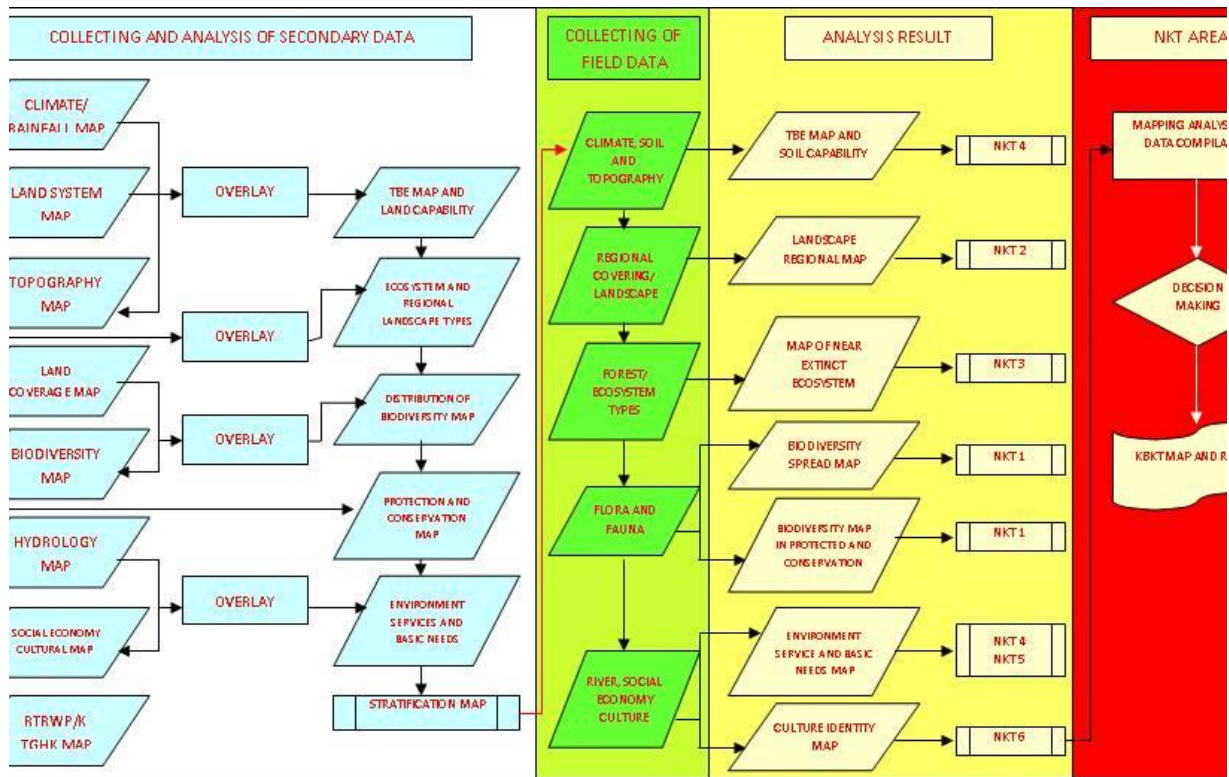 COLLECTING AND ANALYSIS OF SECONDARY DATA
CLIMATE/
RAINFALL MAP
LAND SYSTEM
MAP
TOPOGRAPHY
MAP
LAND
COVERAGE MAP
BIODIVERSITY
MAP
HYDROLOGY
MAP
SOCIAL ECONOMY
CULTURAL MAP
RTRWP/K
TGHK MAP
OVERLAY
OVERLAY
OVERLAY
OVERLAY
TBE MAP AND
LAND CAPABILITY
ECOSYSTEM AND
REGIONAL
LANDSCAPE TYPES
DISTRIBUTION OF
BIODIVERSITY MAP
PROTECTION AND
CONSERVATION
MAP
ENVIRONMENT
SERVICES AND
BASIC NEEDS
STRATIFICATION MAP
COLLECTING OF
FIELD DATA
CLIMATE, SOIL
AND
TOPOGRAPHY
REGIONAL
COVERING/
LANDSCAPE
FOREST/
ECOSYSTEM
TYPES
FLORA AND
FAUNA
RIVER, SOCIAL
ECONOMY
CULTURE
ANALYSIS RESULT
TBE MAP AND
SOIL CAPABILITY
NKT 4
LANDSCAPE
REGIONAL MAP
NKT 2
MAP OF NEAR
EXTINCT
ECOSYSTEM
NKT3
BIODIVERSITY
SPREAD MAP
NKT1
BIODIVERSITY MAP
IN PROTECTED AND
CONSERVATION
NKT1
ENVIRONMENT
SERVICE AND BASIC
NEEDS MAP
NKT 4
NKT5
CULTURE IDENTITY
MAP
NKT6
NKT AREA
MAPPING ANALYS
DATA COMPILA
DECISION
MAKING
KBKT MAP AND R